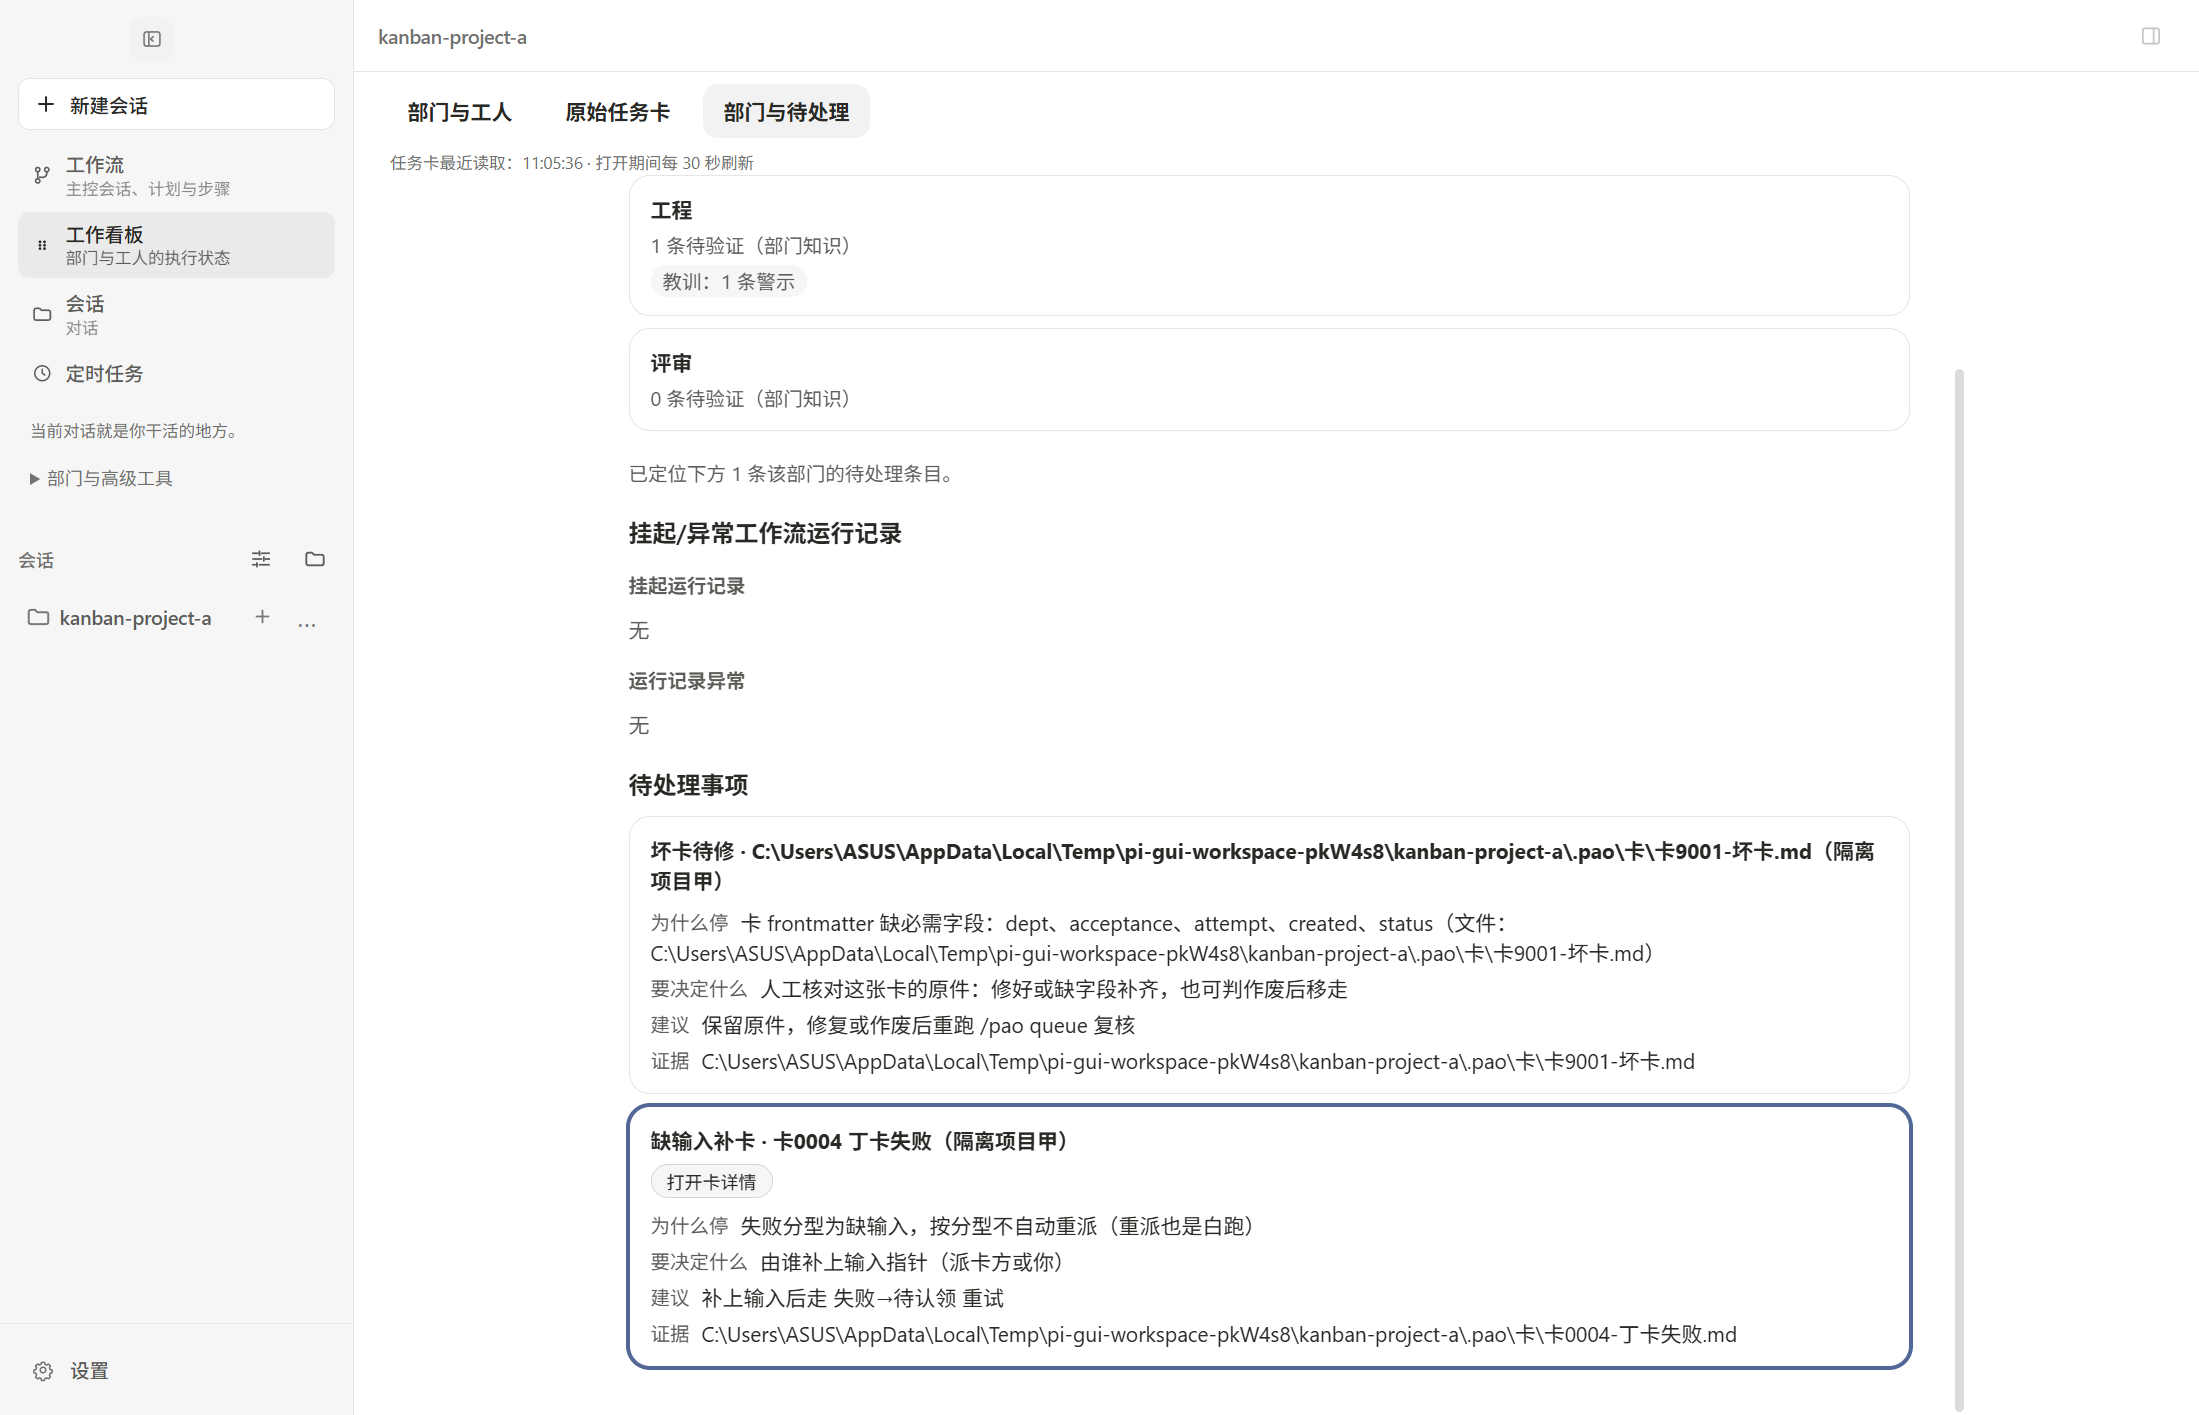 新建会话
工作流
主控会话、计划与步骤
工作看板
部门与工人的执行状态
会话
对话
定时任务
当前对话就是你干活的地方。
部门与高级工具
会话
kanban-project-a
设置
kanban-project-a
部门与工人
原始任务卡
部门与待处理
任务卡最近读取：11:05:36 · 打开期间每 30 秒刷新
工程
1 条待验证（部门知识）
教训：1 条警示
评审
0 条待验证（部门知识）
已定位下方 1 条该部门的待处理条目。
挂起/异常工作流运行记录
挂起运行记录
无
运行记录异常
无
待处理事项
坏卡待修 · C:\Users\ASUS\AppData\Local\Temp\pi-gui-workspace-pkW4s8\kanban-project-a\.pao\卡\卡9001-坏卡.md（隔离
项目甲）
为什么停 卡 frontmatter 缺必需字段：dept、acceptance、attempt、created、status（文件：
C:\Users\ASUS\AppData\Local\Temp\pi-gui-workspace-pkW4s8\kanban-project-a\.pao\卡\卡9001-坏卡.md）
要决定什么 人工核对这张卡的原件：修好或缺字段补齐，也可判作废后移走
建议 保留原件，修复或作废后重跑 /pao queue 复核
证据 C:\Users\ASUS\AppData\Local\Temp\pi-gui-workspace-pkW4s8\kanban-project-a\.pao\卡\卡9001-坏卡.md
缺输入补卡 · 卡0004 丁卡失败（隔离项目甲）
打开卡详情
为什么停 失败分型为缺输入，按分型不自动重派（重派也是白跑）
要决定什么 由谁补上输入指针（派卡方或你）
建议 补上输入后走 失败→待认领 重试
证据 C:\Users\ASUS\AppData\Local\Temp\pi-gui-workspace-pkW4s8\kanban-project-a\.pao\卡\卡0004-丁卡失败.md